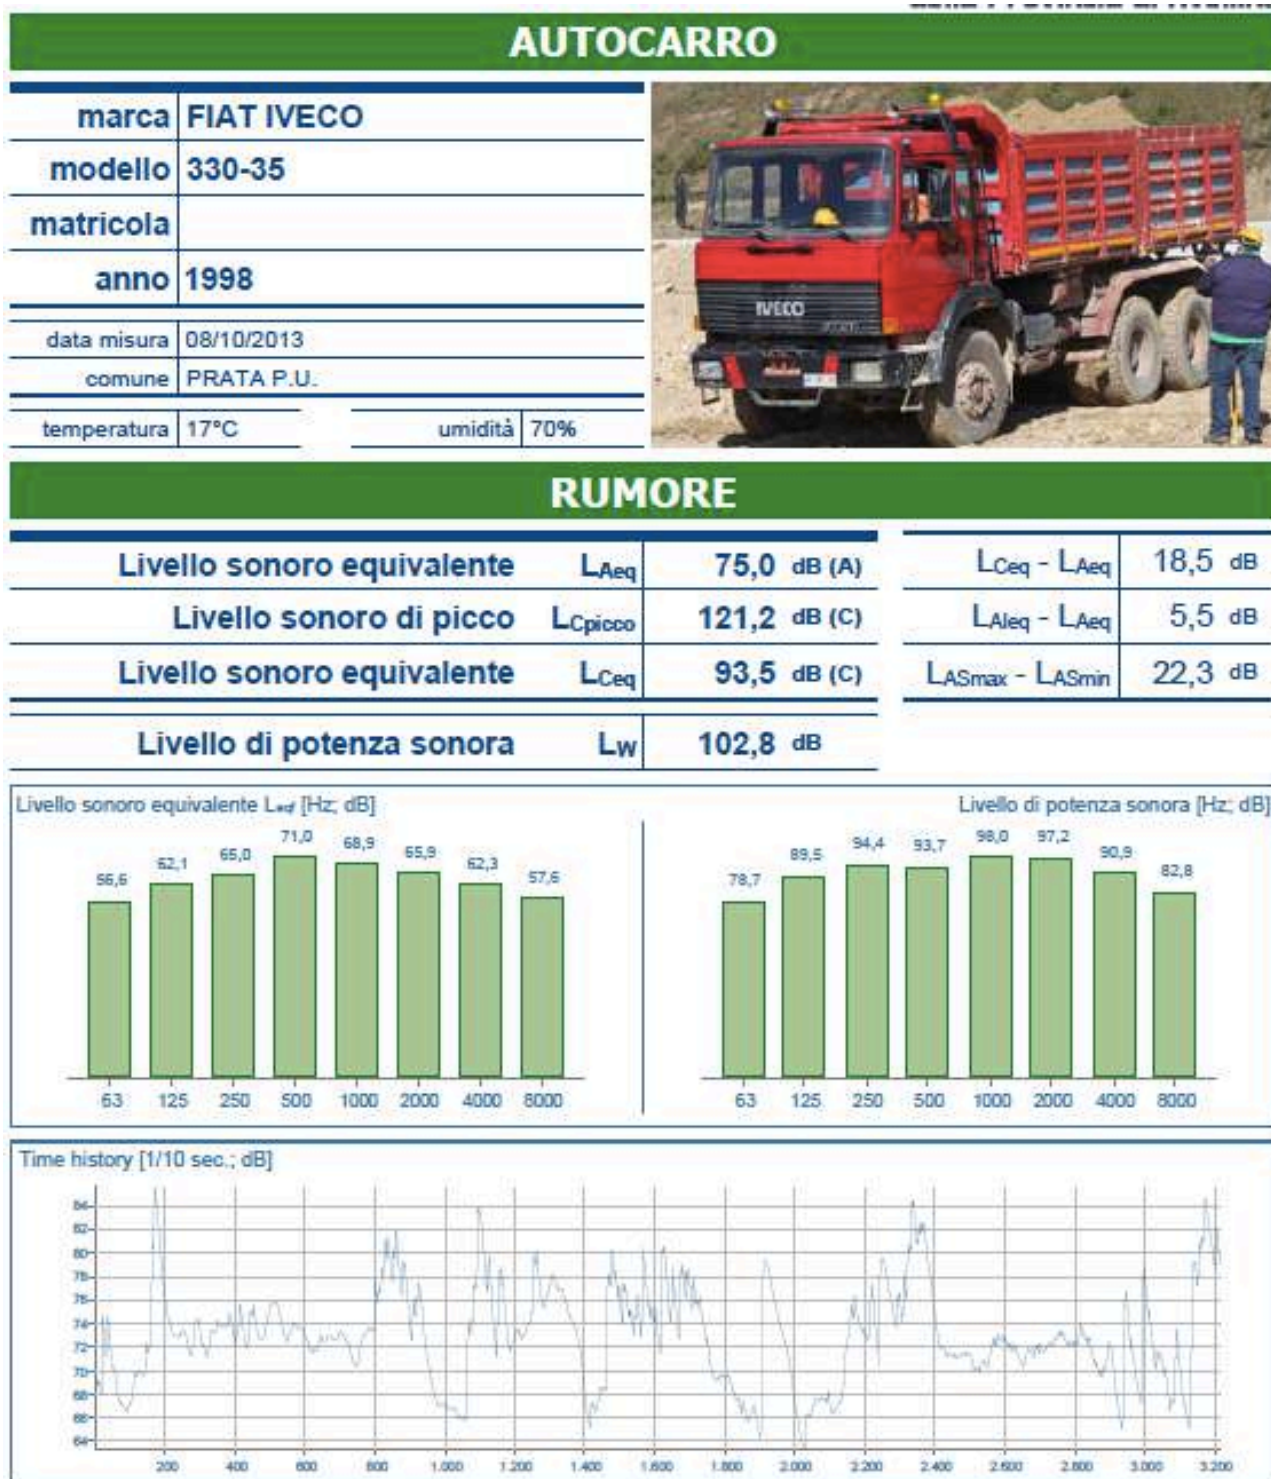 AUTOCARRO
marca FIAT IVECO
modello 330-35
matricola
anno 1998
data misura 08/10/2013
comune PRATA P.U.
temperatura 17°C umidità 70%
IVECO
RUMORE
Livello sonoro equivalente LAeq 75,0 dB (A)
LCeq - LAeq 18,5 dB
Livello sonoro di picco LCpicco 121,2 dB (C)
LAIeq - LAeq 5,5 dB
Livello sonoro equivalente LCeq 93,5 dB (C)
LASmax - LASmin 22,3 dB
Livello di potenza sonora LW 102,8 dB
Livello sonoro equivalente Leqf [Hz; dB]
56,6 62,1 65,0 71,0 68,9 65,9 62,3 57,6
63 125 250 500 1000 2000 4000 8000
Livello di potenza sonora [Hz; dB]
78,7 89,5 94,4 93,7 98,0 97,2 90,9 82,8
63 125 250 500 1000 2000 4000 8000
Time history [1/10 sec.; dB]
84
82
80
78
76
74
72
70
68
66
64
200 400 600 800 1.000 1.200 1.400 1.600 1.800 2.000 2.200 2.400 2.600 2.800 3.000 3.200